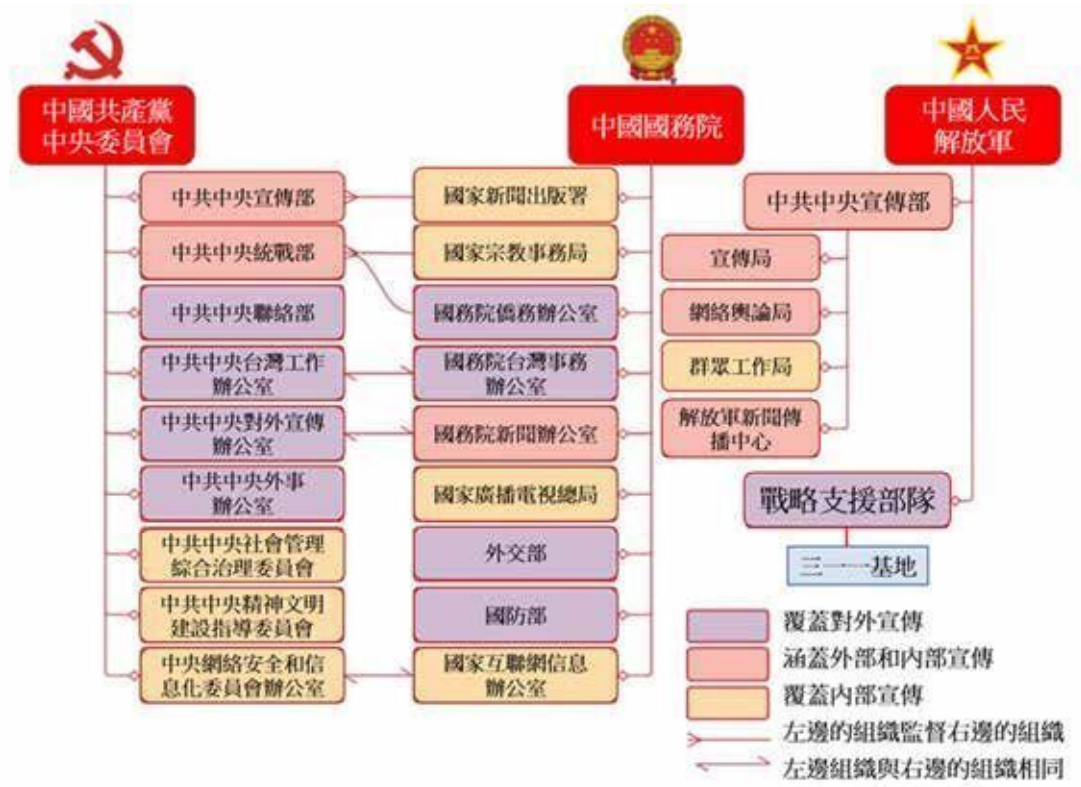 中國共產黨
中央委員會
中共中央宣傳部
中共中央統戰部
中共中央聯絡部
中共中央台灣工作
辦公室
中共中央對外宣傳
辦公室
中共中央外事
辦公室
中共中央社會管理
綜合治理委員會
中共中央精神文明
建設指導委員會
中央網絡安全和信
息化委員會辦公室
中國國務院
國家新聞出版署
國家宗教事務局
國務院僑務辦公室
國務院台灣事務
辦公室
國務院新聞辦公室
國家廣播電視總局
外交部
國防部
國家互聯網信息
辦公室
中國人民
解放軍
中共中央宣傳部
宣傳局
網絡輿論局
群眾工作局
解放軍新聞傳
播中心
戰略支援部隊
三一一基地
覆蓋對外宣傳
涵蓋外部和內部宣傳
覆蓋內部宣傳
左邊的組織監督右邊的組織
左邊組織與右邊的組織相同